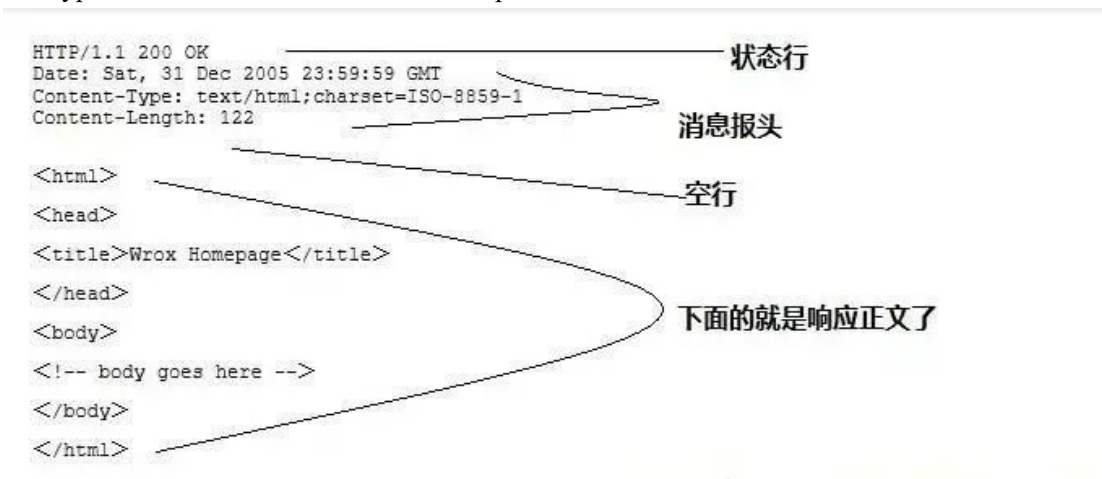 HTTP/1.1 200 OK
状态行
Date: Sat, 31 Dec 2005 23:59:59 GMT
Content-Type: text/html;charset=ISO-8859-1
Content-Length: 122
消息报头
空行
<html>
<head>
<title>Wrox Homepage</title>
</head>
<body>
下面的就是响应正文了
<!-- body goes here -->
</body>
</html>